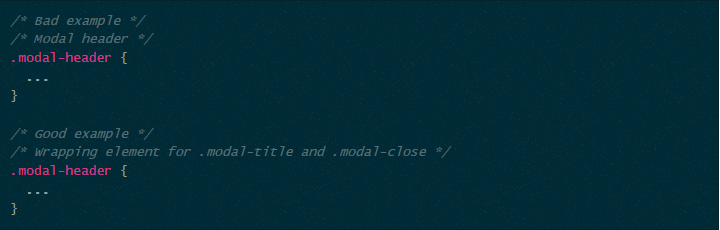 /* Bad example */
/* Modal header */
.modal-header {
  ...
}

/* Good example */
/* Wrapping element for .modal-title and .modal-close */
.modal-header {
  ...
}